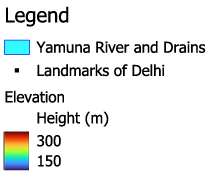 Legend
Yamuna River and Drains
Landmarks of Delhi
Elevation
Height (m)
300
150